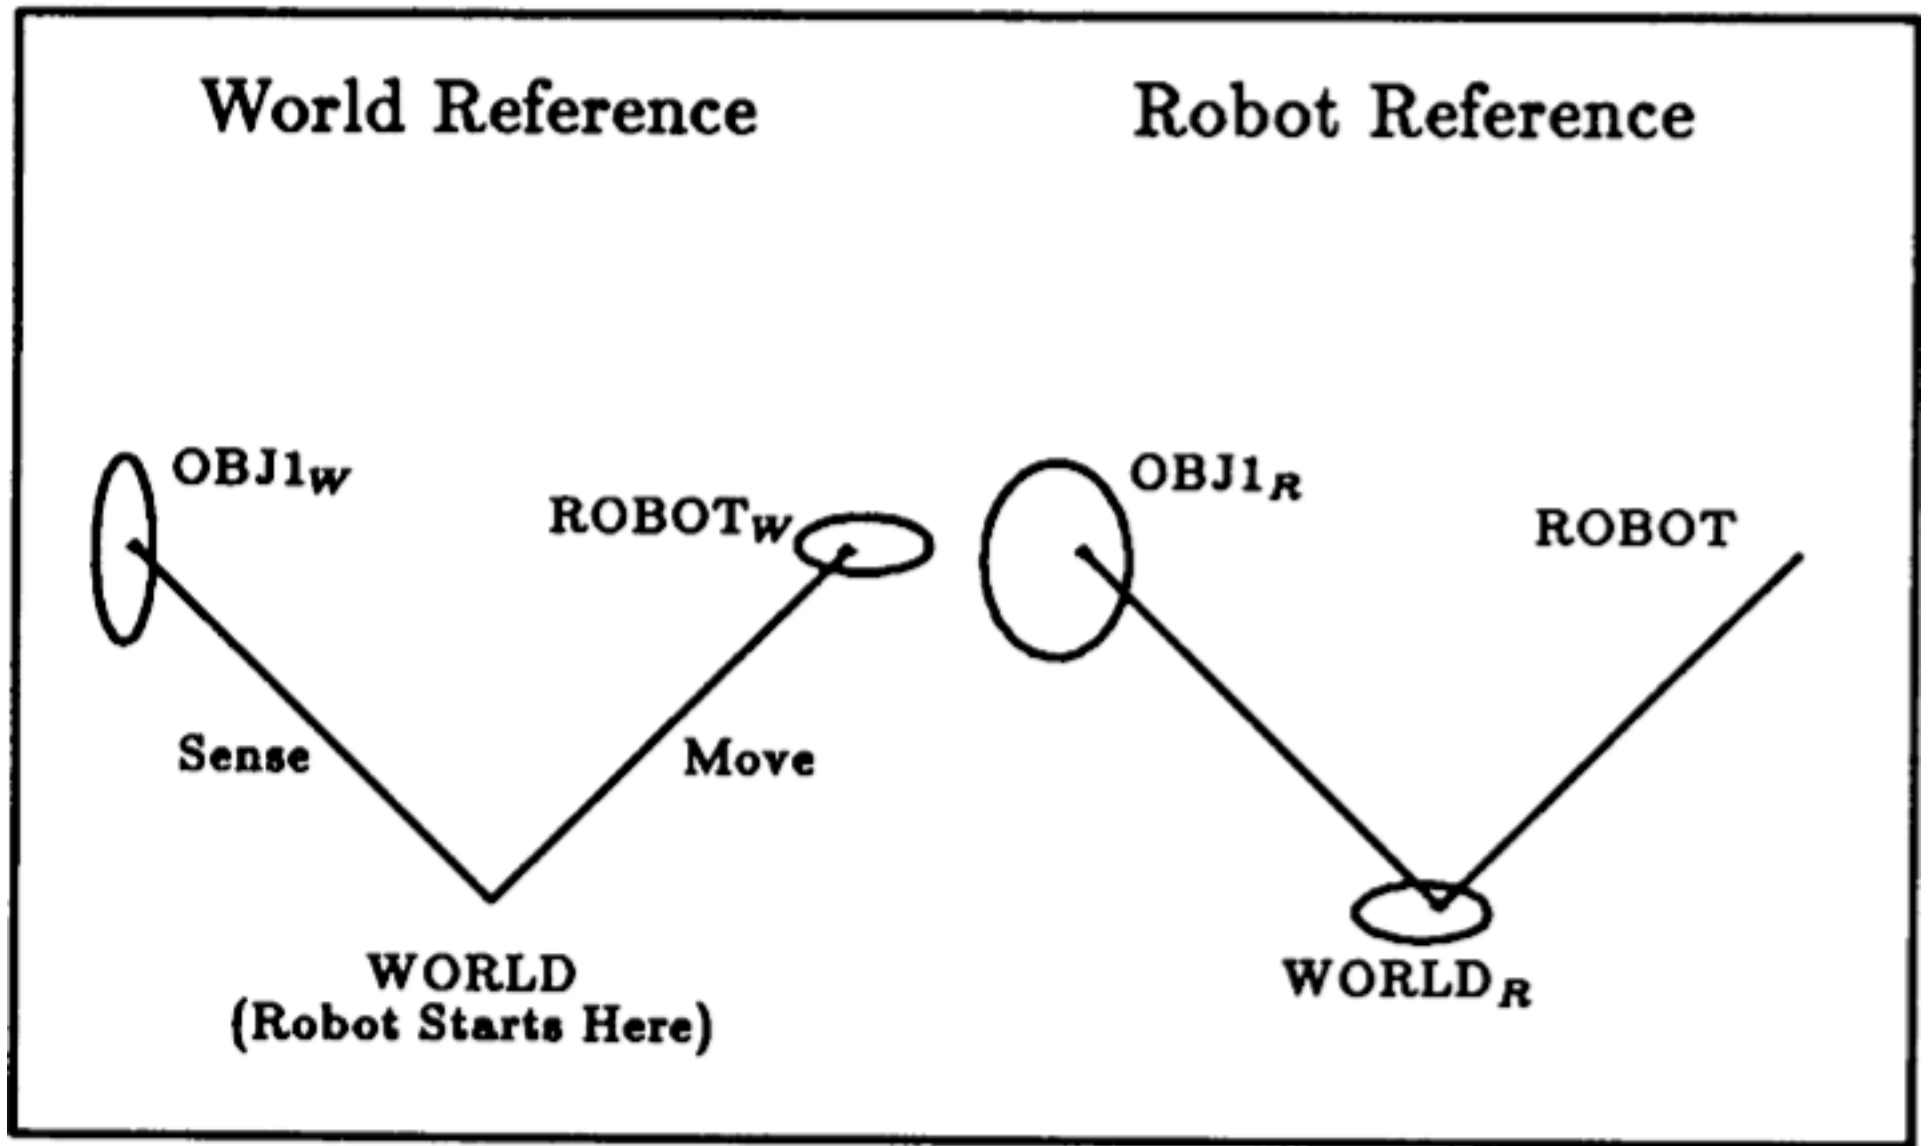 World Reference
Robot Reference
OBJ1W
ROBOTW
OBJ1R
ROBOT
Sense
Move
WORLD
(Robot Starts Here)
WORLDR